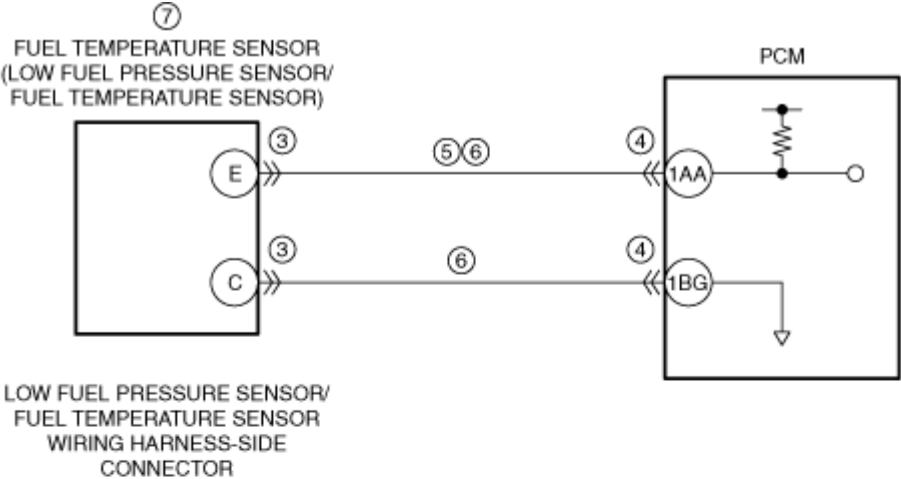 ⑦
FUEL TEMPERATURE SENSOR
(LOW FUEL PRESSURE SENSOR/
FUEL TEMPERATURE SENSOR)
PCM
③
⑤⑥
④
E
1AA
③
⑥
④
C
1BG
LOW FUEL PRESSURE SENSOR/
FUEL TEMPERATURE SENSOR
WIRING HARNESS-SIDE
CONNECTOR